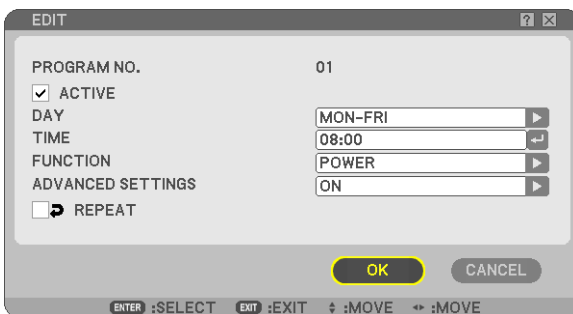 EDIT
PROGRAM NO. 01
ACTIVE
DAY MON-FRI
TIME 08:00
FUNCTION POWER
ADVANCED SETTINGS ON
REPEAT
OK CANCEL
ENTER :SELECT EXIT :EXIT :MOVE :MOVE